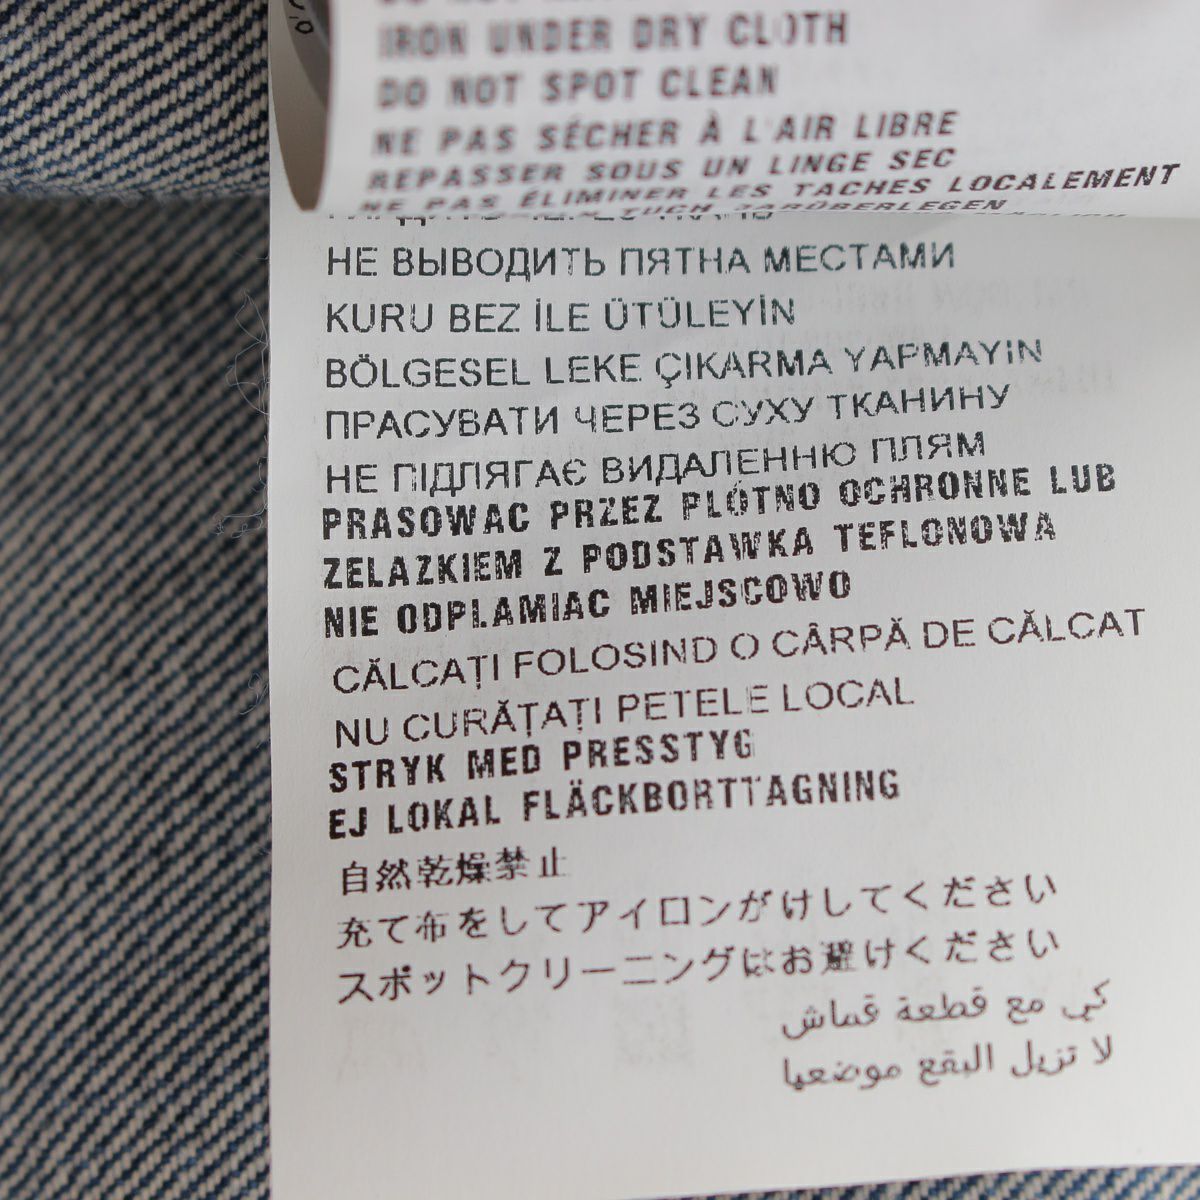 IRON UNDER DRY CLOTH
DO NOT SPOT CLEAN
NE PAS SÉCHER À L'AIR LIBRE
REPASSER SOUS UN LINGE SEC
NE PAS ÉLIMINER LES TACHES LOCALEMENT
TUCH ZARÜBERLEGEN
НЕ ВЫВОДИТЬ ПЯТНА МЕСТАМИ
KURU BEZ İLE ÜTÜLEYİN
BÖLGESEL LEKE ÇIKARMA YAPMAYIN
ПРАСУВАТИ ЧЕРЕЗ СУХУ ТКАНИНУ
НЕ ПІДЛЯГАЄ ВИДАЛЕННЮ ПЛЯМ
PRASOWAC PRZEZ PLÓTNO OCHRONNE LUB
ZELAZKIEM Z PODSTAWKA TEFLONOWA
NIE ODPLAMIAC MIEJSCOWO
CĂLCAȚI FOLOSIND O CÂRPĂ DE CĂLCAT
NU CURĂȚAȚI PETELE LOCAL
STRYK MED PRESSTYG
EJ LOKAL FLÄCKBORTTAGNING
自然乾燥禁止
充て布をしてアイロンがけしてください
スポットクリーニングはお避けください
كي مع قطعة قماش
لا تزيل البقع موضعيا